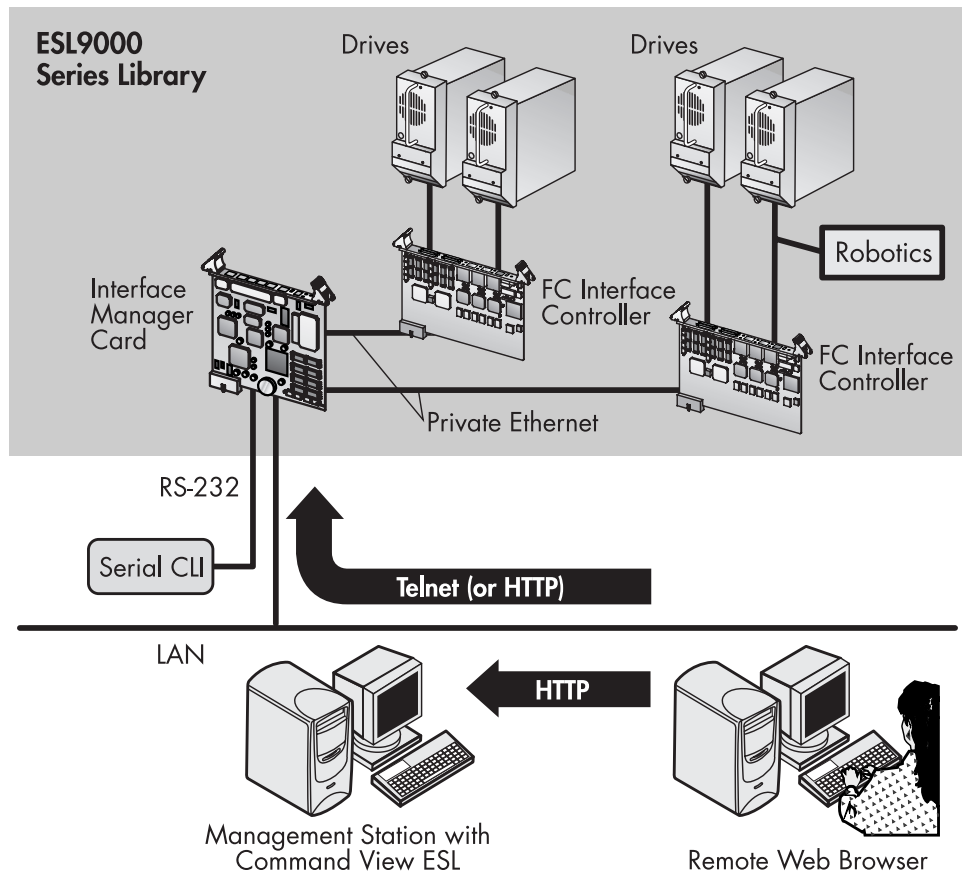 ESL9000
Series Library
Drives
Drives
Robotics
Interface
Manager
Card
FC Interface
Controller
FC Interface
Controller
Private Ethernet
RS-232
Serial CLI
Telnet (or HTTP)
LAN
HTTP
Management Station with
Command View ESL
Remote Web Browser